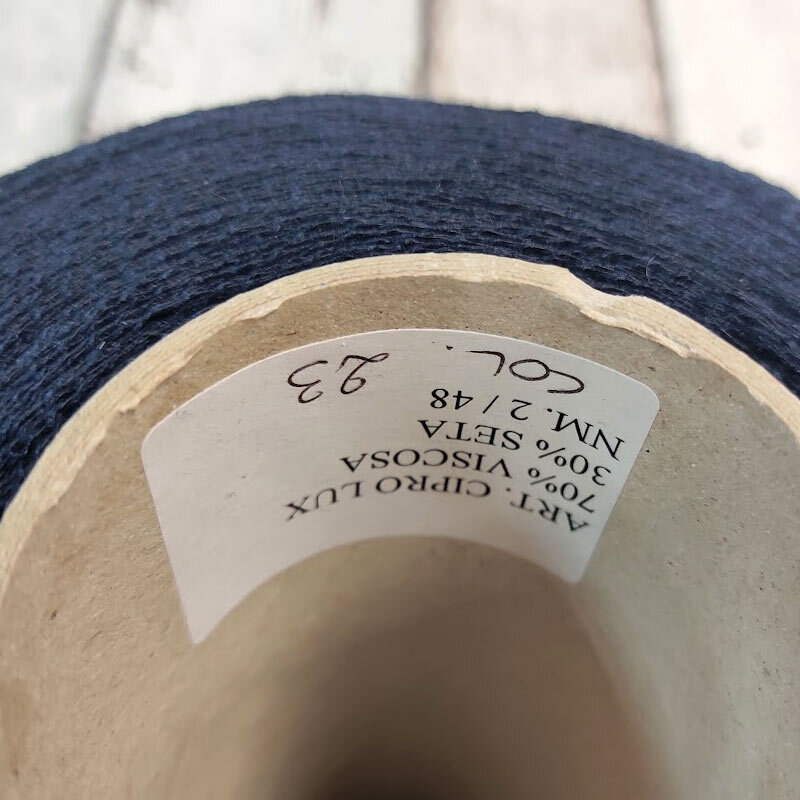 ART. CIPRO LUX
70% VISCOSA
30% SETA
NM. 2/48
COL. 23